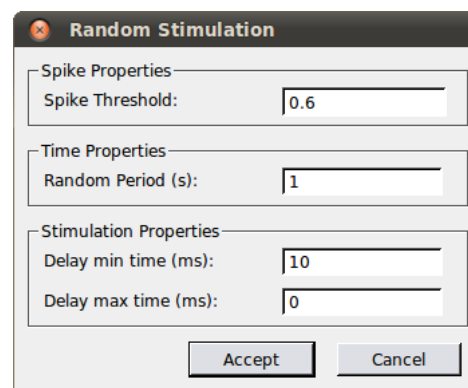 Random Stimulation
Spike Properties
Spike Threshold: 0.6
Time Properties
Random Period (s): 1
Stimulation Properties
Delay min time (ms): 10
Delay max time (ms): 0
Accept Cancel